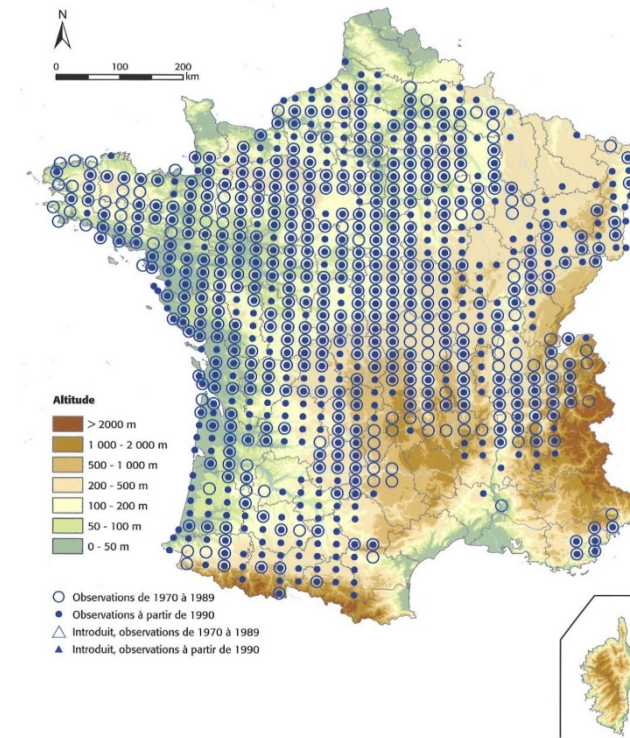 N
0 100 200
km
Altitude
> 2000 m
1 000 - 2 000 m
500 - 1 000 m
200 - 500 m
100 - 200 m
50 - 100 m
0 - 50 m
Observations de 1970 à 1989
Observations à partir de 1990
Introduit, observations de 1970 à 1989
Introduit, observations à partir de 1990